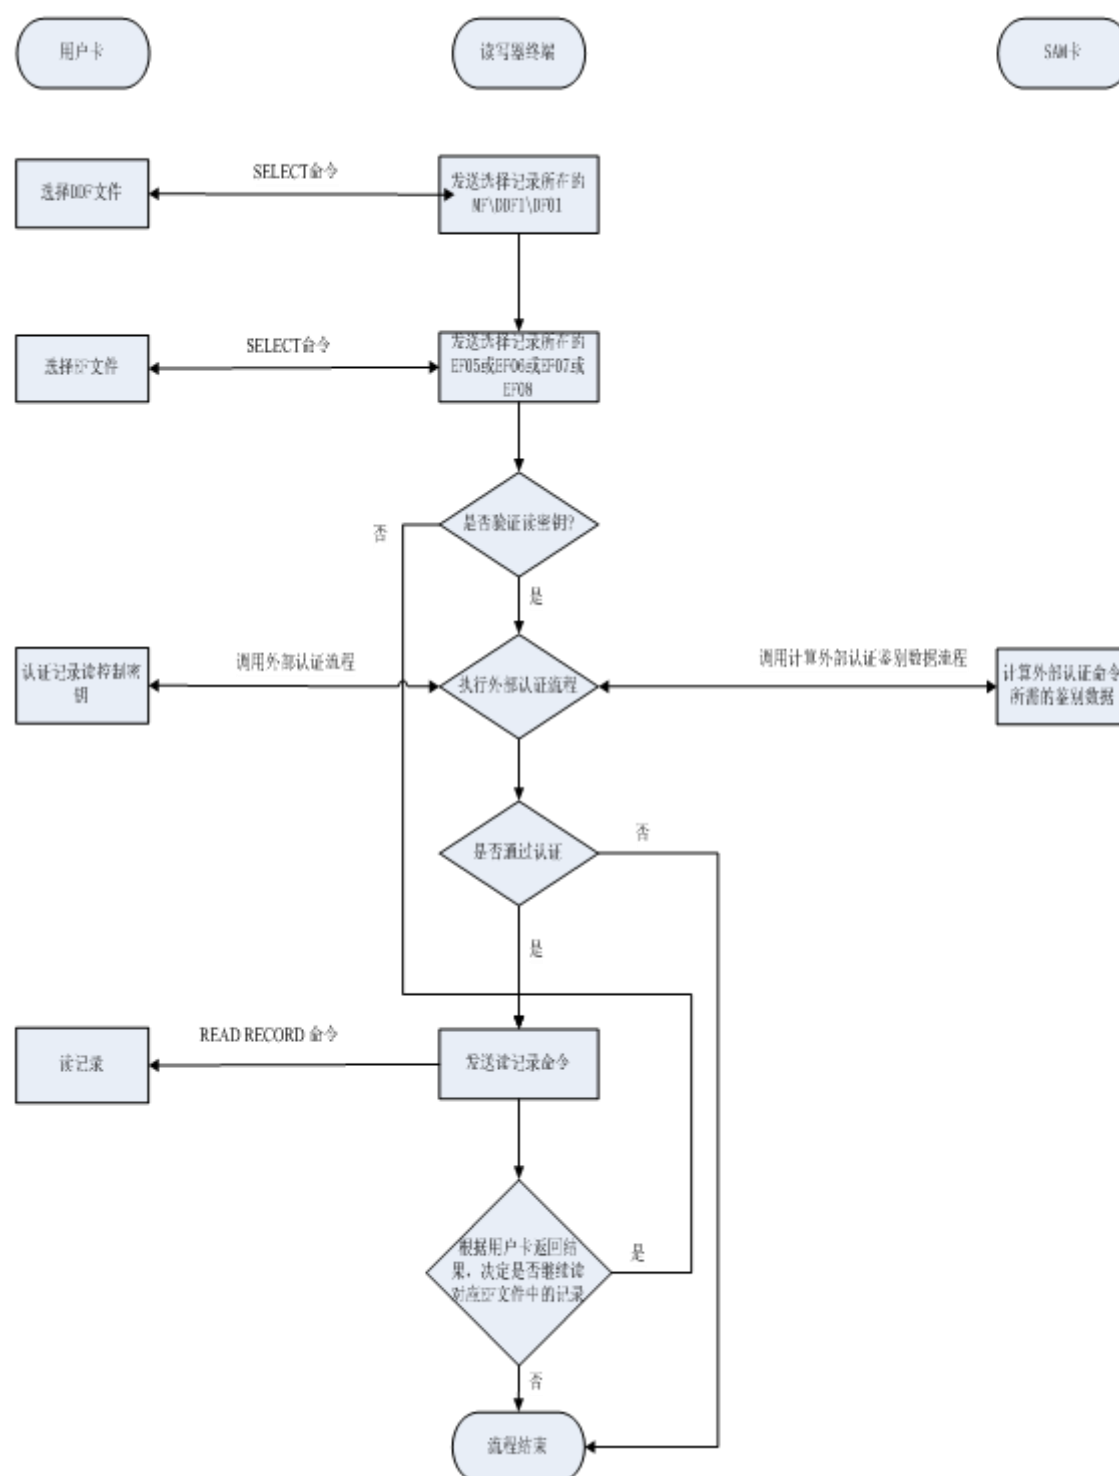 用户卡
读写器终端
SAM卡
SELECT命令
选择DDF文件
发送选择记录所在的
MF\DDF1\DF01
SELECT命令
选择EF文件
发送选择记录所在的
EF05或EF06或EF07或
EF08
是否验证读密钥?
否
是
调用外部认证流程
调用计算外部认证鉴别数据流程
认证记录读控制密
钥
执行外部认证流程
计算外部认证命令
所需的鉴别数据
是否通过认证
否
是
READ RECORD 命令
读记录
发送读记录命令
根据用户卡返回结
果，决定是否继续读
对应EF文件中的记录
是
否
流程结束